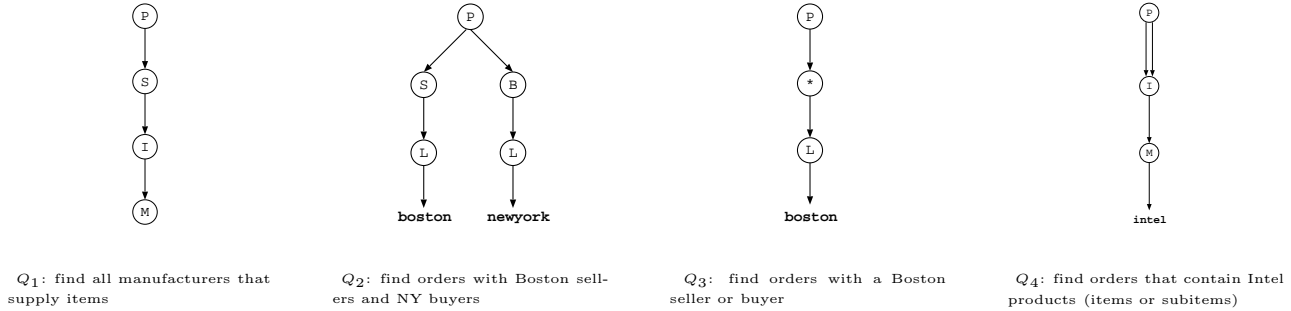 P
S
I
M
P
S B
L L
boston newyork
P
*
L
boston
P
I
M
intel
Q1: find all manufacturers that
supply items
Q2: find orders with Boston sell-
ers and NY buyers
Q3: find orders with a Boston
seller or buyer
Q4: find orders that contain Intel
products (items or subitems)